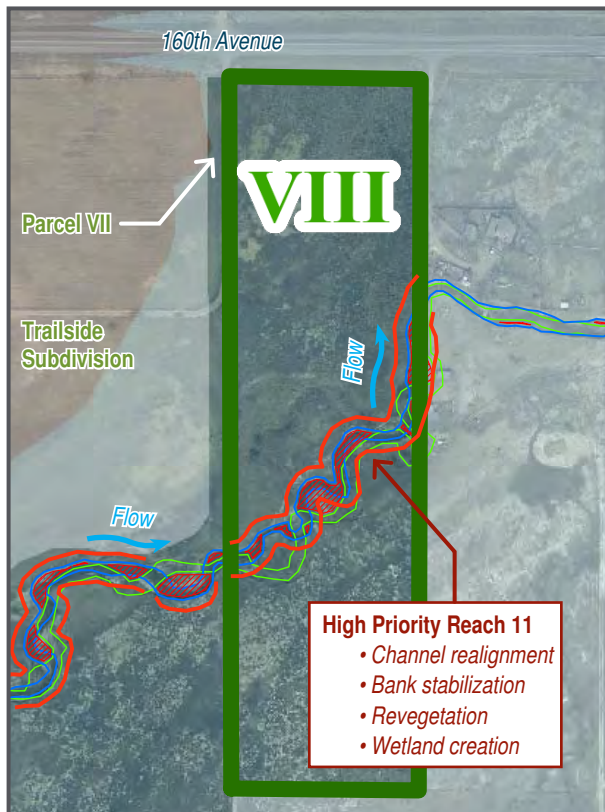 160th Avenue
VIII
Parcel VII
Trailside
Subdivision
Flow
Flow
High Priority Reach 11
• Channel realignment
• Bank stabilization
• Revegetation
• Wetland creation